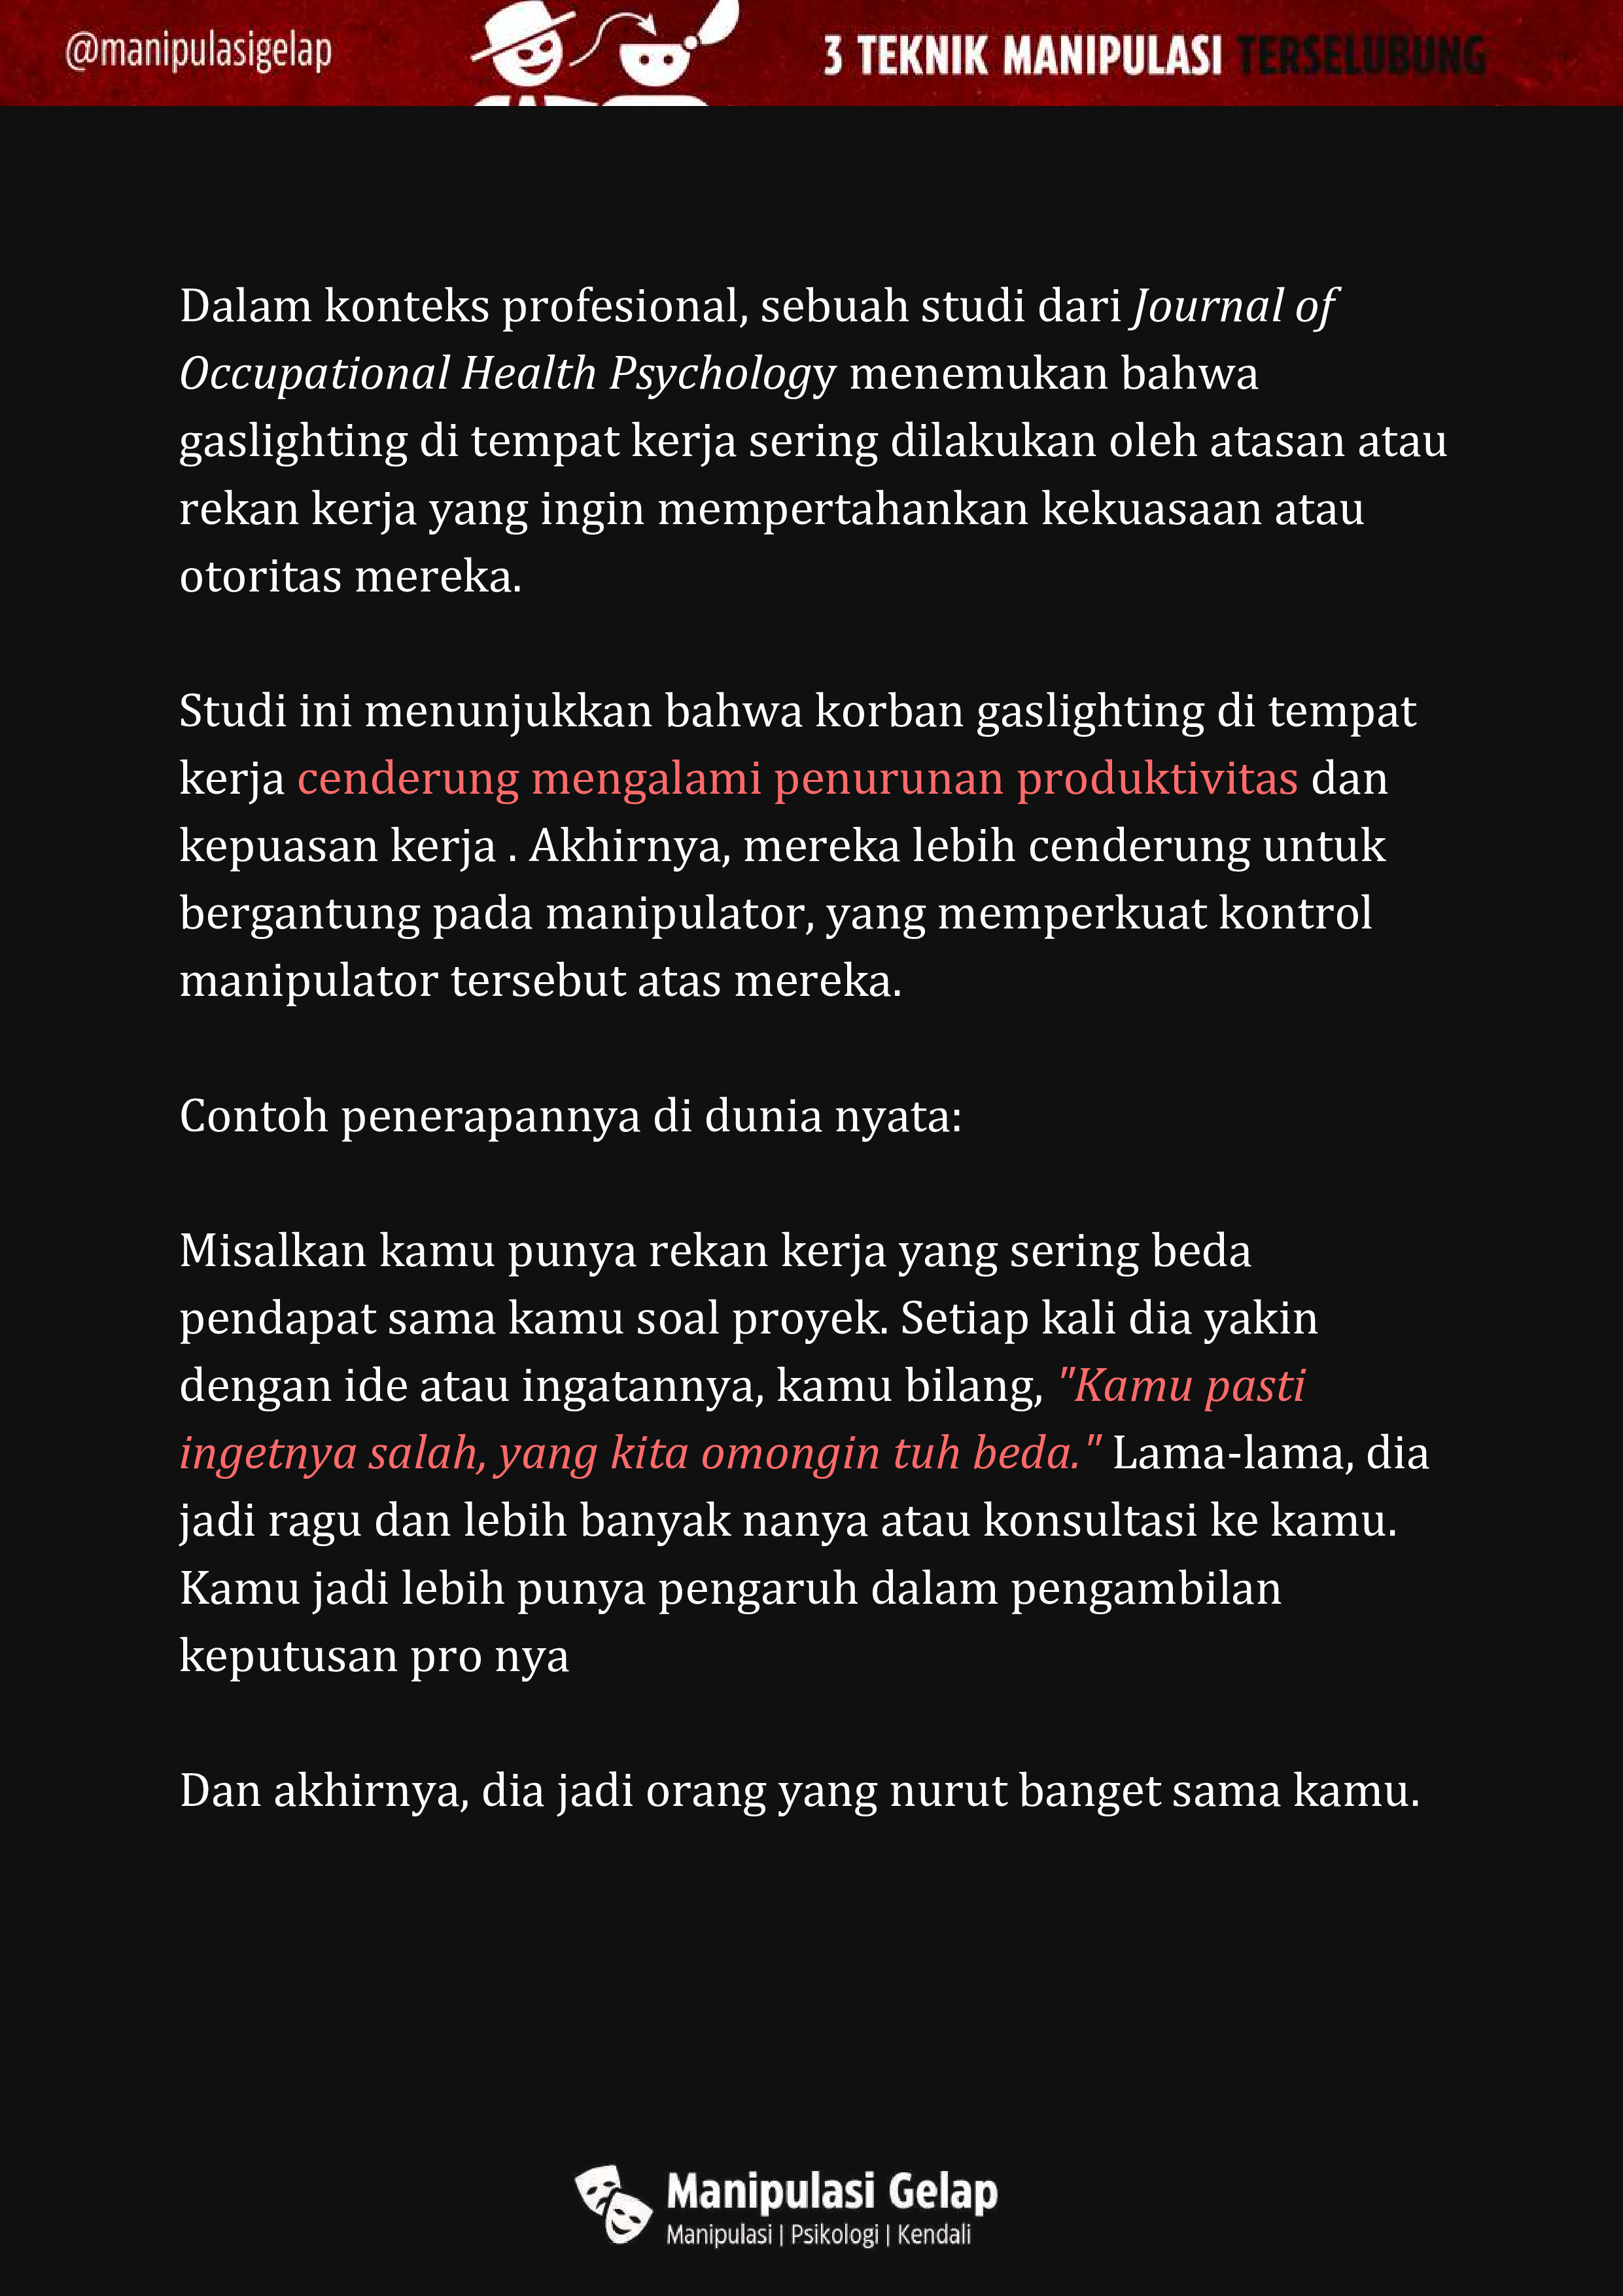 @manipulasigelap
3 TEKNIK MANIPULASI TERSELUBUNG
Dalam konteks profesional, sebuah studi dari Journal of
Occupational Health Psychology menemukan bahwa
gaslighting di tempat kerja sering dilakukan oleh atasan atau
rekan kerja yang ingin mempertahankan kekuasaan atau
otoritas mereka.
Studi ini menunjukkan bahwa korban gaslighting di tempat
kerja cenderung mengalami penurunan produktivitas dan
kepuasan kerja . Akhirnya, mereka lebih cenderung untuk
bergantung pada manipulator, yang memperkuat kontrol
manipulator tersebut atas mereka.
Contoh penerapannya di dunia nyata:
Misalkan kamu punya rekan kerja yang sering beda
pendapat sama kamu soal proyek. Setiap kali dia yakin
dengan ide atau ingatannya, kamu bilang, "Kamu pasti
ingetnya salah, yang kita omongin tuh beda." Lama-lama, dia
jadi ragu dan lebih banyak nanya atau konsultasi ke kamu.
Kamu jadi lebih punya pengaruh dalam pengambilan
keputusan pro nya
Dan akhirnya, dia jadi orang yang nurut banget sama kamu.
Manipulasi Gelap
Manipulasi | Psikologi | Kendali